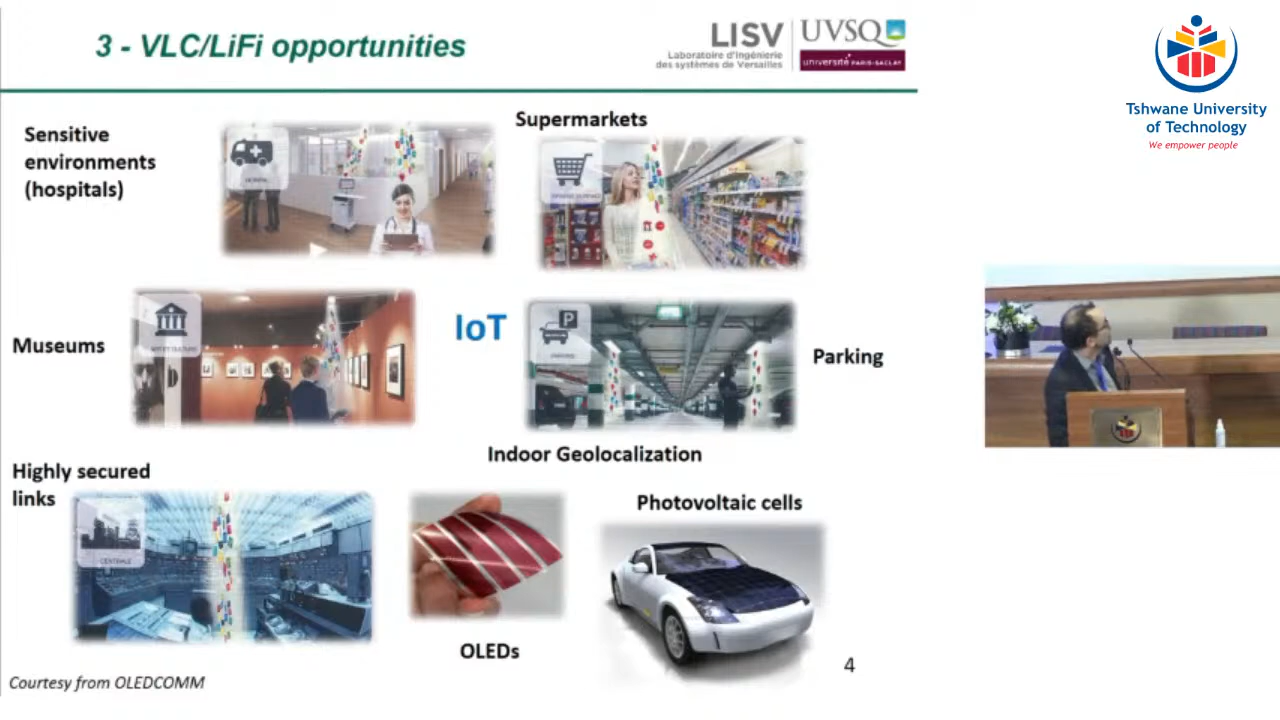 3 - VLC/LiFi opportunities
LISV
Laboratoire d'ingénierie
des systèmes de Versailles
UVSQ
université PARIS-SACLAY
Tshwane University
of Technology
We empower people
Sensitive
environments
(hospitals)
Supermarkets
Museums
IoT
P
Parking
Indoor Geolocalization
Highly secured
links
CENTRALE
Photovoltaic cells
OLEDs
4
Courtesy from OLEDCOMM